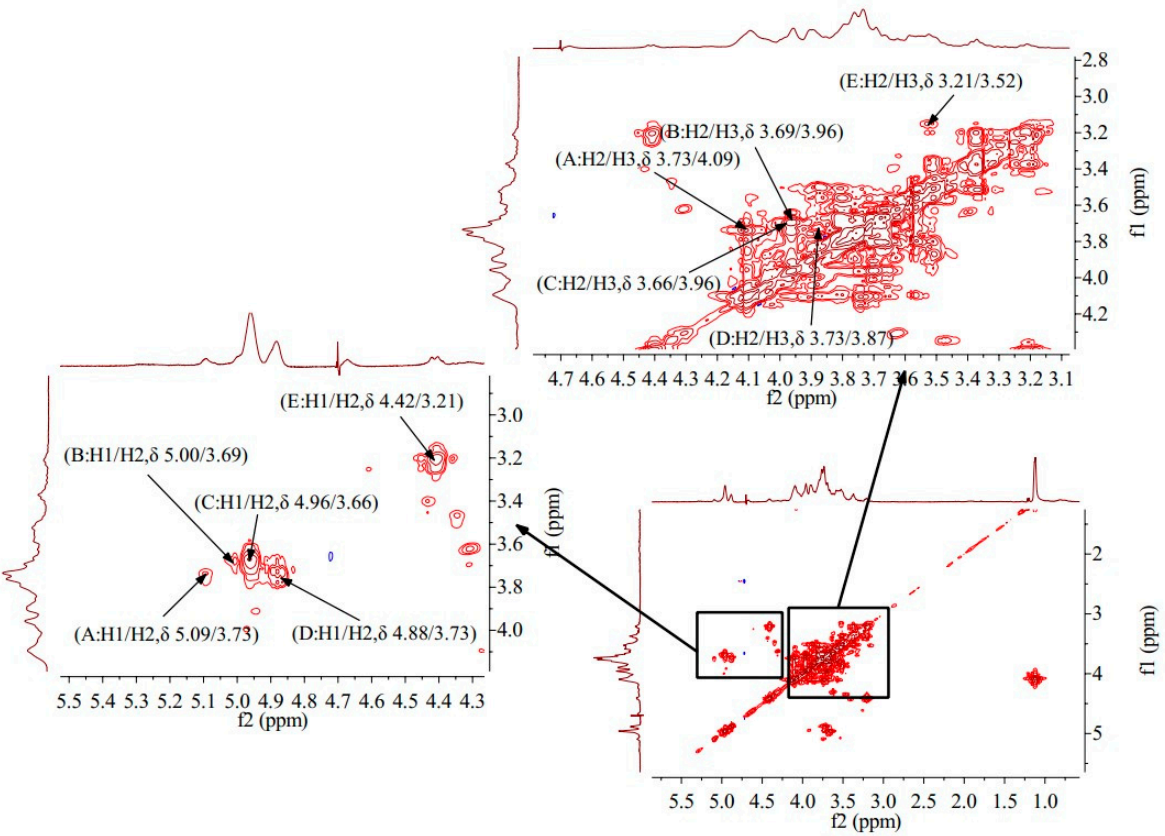 (E:H2/H3,δ 3.21/3.52)
(B:H2/H3,δ 3.69/3.96)
(A:H2/H3,δ 3.73/4.09)
(C:H2/H3,δ 3.66/3.96)
(D:H2/H3,δ 3.73/3.87)
2.8
3.0
3.2
3.4
3.6
3.8
4.0
4.2
f1 (ppm)
4.7 4.6 4.5 4.4 4.3 4.2 4.1 4.0 3.9 3.8 3.7 3.6 3.5 3.4 3.3 3.2 3.1
f2 (ppm)
(E:H1/H2,δ 4.42/3.21)
(B:H1/H2,δ 5.00/3.69)
(C:H1/H2,δ 4.96/3.66)
(A:H1/H2,δ 5.09/3.73)
(D:H1/H2,δ 4.88/3.73)
3.0
3.2
3.4
3.6
3.8
4.0
f1 (ppm)
5.5 5.4 5.3 5.2 5.1 5.0 4.9 4.8 4.7 4.6 4.5 4.4 4.3
f2 (ppm)
2
3
4
5
f1 (ppm)
5.5 5.0 4.5 4.0 3.5 3.0 2.5 2.0 1.5 1.0
f2 (ppm)